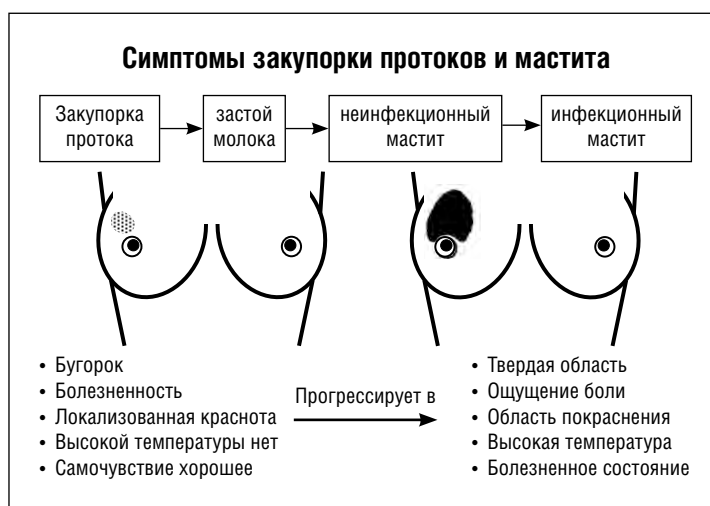 Симптомы закупорки протоков и мастита
Закупорка
протока
застой
молока
неинфекционный
мастит
инфекционный
мастит
• Бугорок
• Болезненность
• Локализованная краснота
• Высокой температуры нет
• Самочувствие хорошее
Прогрессирует в
• Твердая область
• Ощущение боли
• Область покраснения
• Высокая температура
• Болезненное состояние